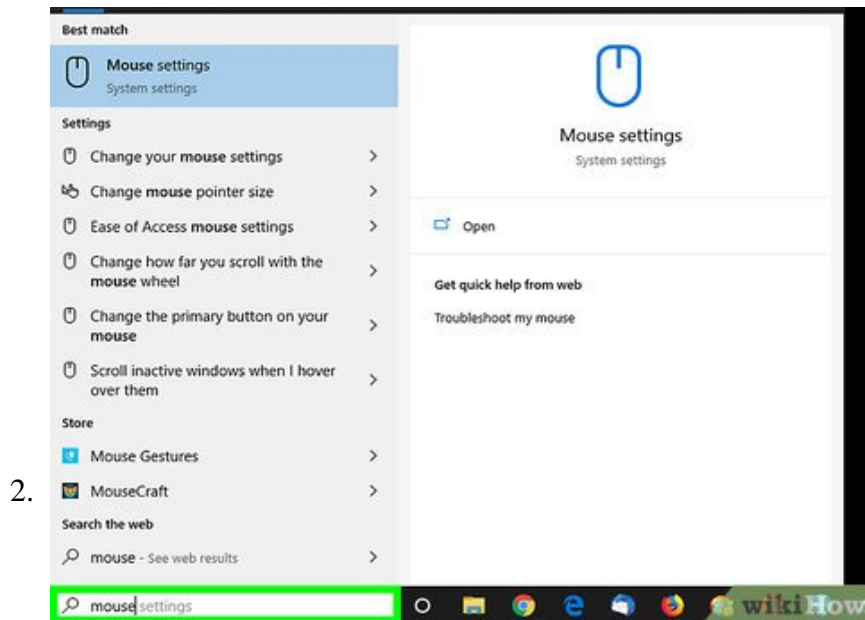 Best match
Mouse settings
System settings
Settings
Change your mouse settings
Change mouse pointer size
Ease of Access mouse settings
Change how far you scroll with the
mouse wheel
Change the primary button on your
mouse
Scroll inactive windows when I hover
over them
Store
Mouse Gestures
MouseCraft
Search the web
mouse - See web results
mouse settings
Mouse settings
System settings
Open
Get quick help from web
Troubleshoot my mouse
2.
wikiHow